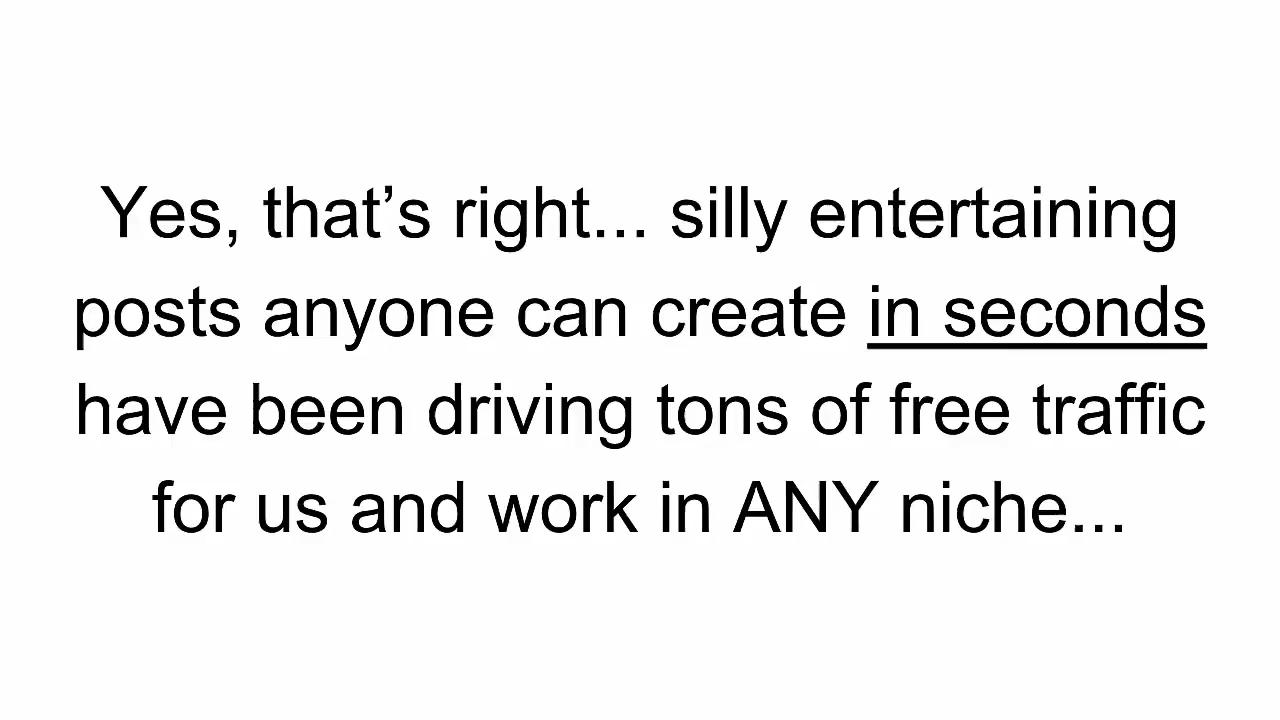 Yes, that’s right... silly entertaining
posts anyone can create in seconds
have been driving tons of free traffic
for us and work in ANY niche...